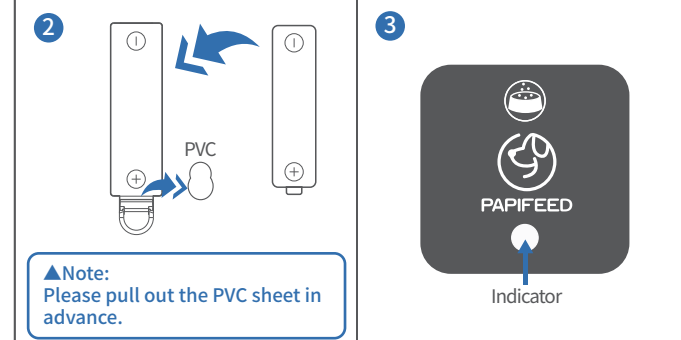 2
PVC
▲Note:
Please pull out the PVC sheet in
advance.
3
PAPIFEED
Indicator